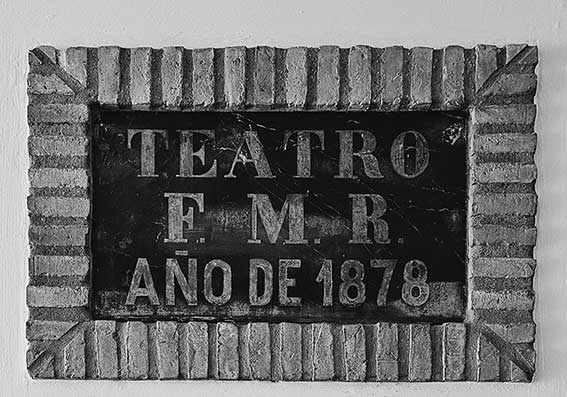 TEATRO
F. M. R.
AÑO DE 1878